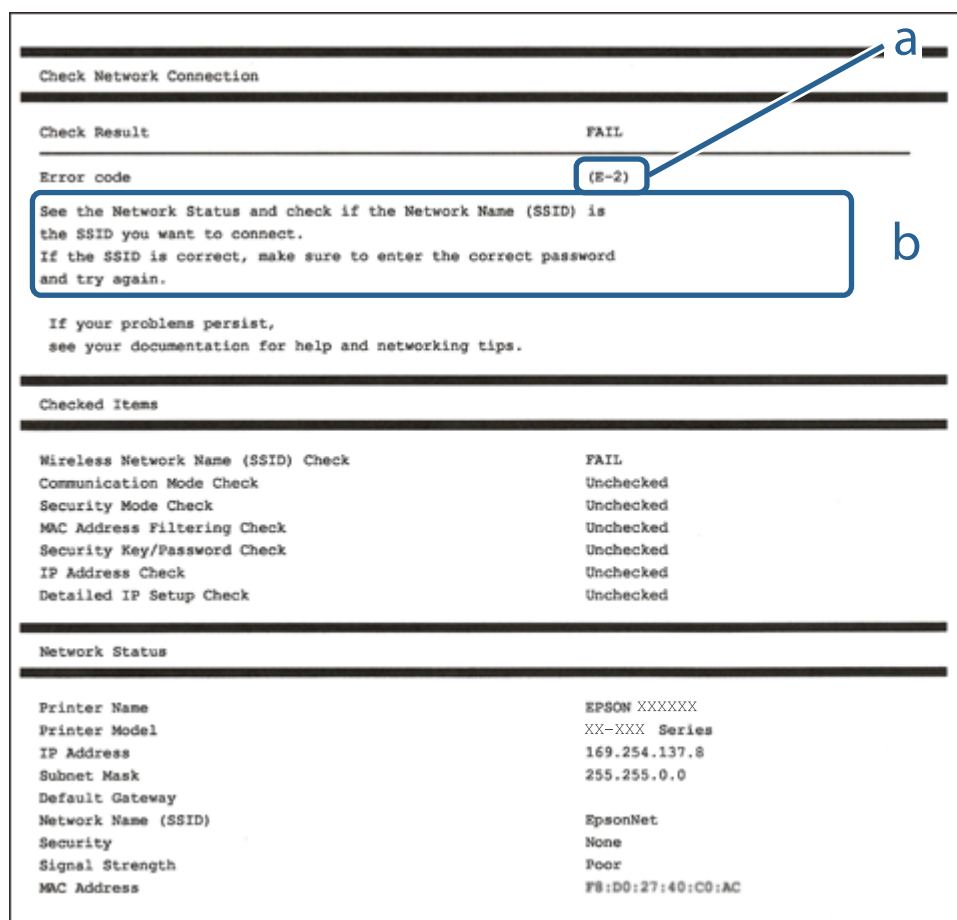 a
Check Network Connection
Check Result FAIL
Error code (E-2)
See the Network Status and check if the Network Name (SSID) is
the SSID you want to connect.
If the SSID is correct, make sure to enter the correct password
and try again.
b
If your problems persist,
see your documentation for help and networking tips.
Checked Items
Wireless Network Name (SSID) Check FAIL
Communication Mode Check Unchecked
Security Mode Check Unchecked
MAC Address Filtering Check Unchecked
Security Key/Password Check Unchecked
IP Address Check Unchecked
Detailed IP Setup Check Unchecked
Network Status
Printer Name EPSON XXXXXX
Printer Model XX-XXX Series
IP Address 169.254.137.8
Subnet Mask 255.255.0.0
Default Gateway
Network Name (SSID) EpsonNet
Security None
Signal Strength Poor
MAC Address F8:D0:27:40:C0:AC